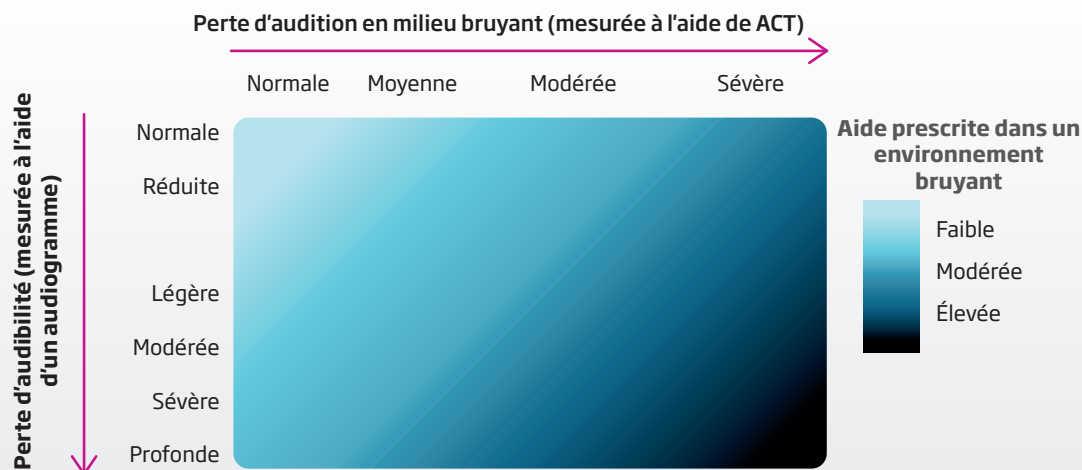 Perte d'audition en milieu bruyant (mesurée à l'aide de ACT)
Normale Moyenne Modérée Sévère
Perte d'audibilité (mesurée à l'aide
d'un audiogramme)
Normale
Réduite
Légère
Modérée
Sévère
Profonde
Aide prescrite dans un
environnement
bruyant
Faible
Modérée
Élevée